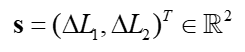 𝐬 = (Δ𝐿₁, Δ𝐿₂)ᵀ ∈ ℝ²